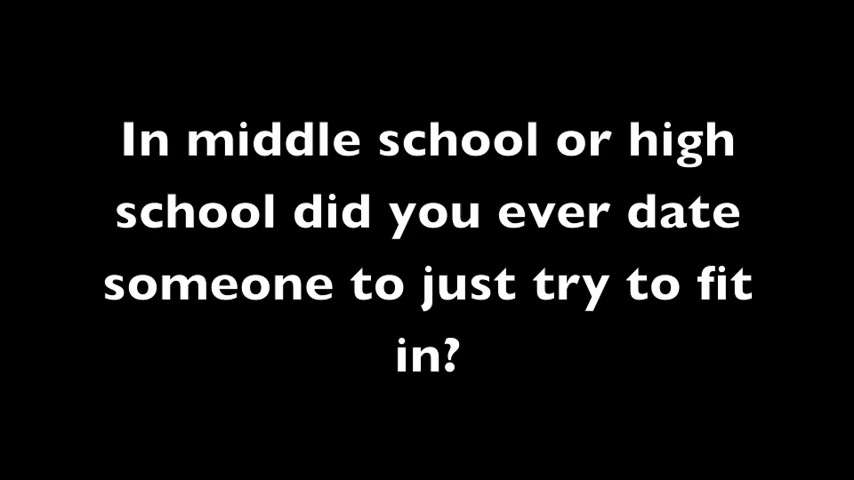 In middle school or high
school did you ever date
someone to just try to fit
in?